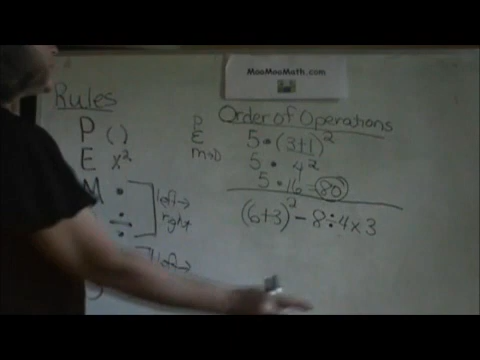 MooMooMath.com
Rules
P ( )
E x²
M •
÷
left→
right
left→
P
E
M→D
Order of Operations
5 • (3+1)²
5 • 4²
5 • 16 = 80
(6+3)² − 8÷4×3